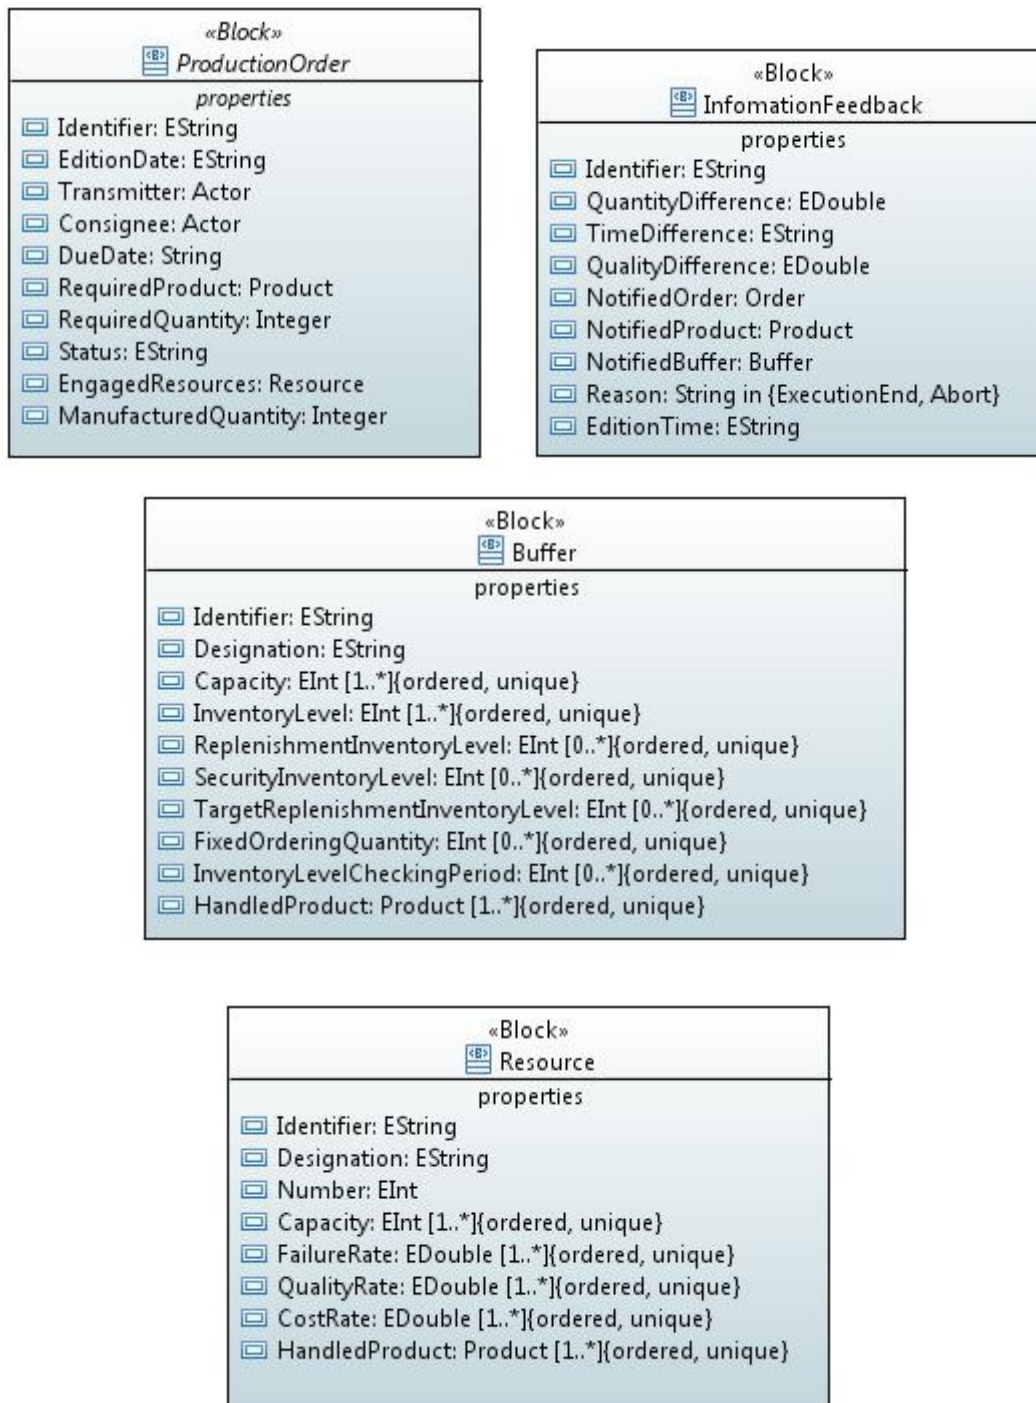 «Block»
ProductionOrder
properties
Identifier: EString
EditionDate: EString
Transmitter: Actor
Consignee: Actor
DueDate: String
RequiredProduct: Product
RequiredQuantity: Integer
Status: EString
EngagedResources: Resource
ManufacturedQuantity: Integer
«Block»
InfomationFeedback
properties
Identifier: EString
QuantityDifference: EDouble
TimeDifference: EString
QualityDifference: EDouble
NotifiedOrder: Order
NotifiedProduct: Product
NotifiedBuffer: Buffer
Reason: String in {ExecutionEnd, Abort}
EditionTime: EString
«Block»
Buffer
properties
Identifier: EString
Designation: EString
Capacity: EInt [1..*]{ordered, unique}
InventoryLevel: EInt [1..*]{ordered, unique}
ReplenishmentInventoryLevel: EInt [0..*]{ordered, unique}
SecurityInventoryLevel: EInt [0..*]{ordered, unique}
TargetReplenishmentInventoryLevel: EInt [0..*]{ordered, unique}
FixedOrderingQuantity: EInt [0..*]{ordered, unique}
InventoryLevelCheckingPeriod: EInt [0..*]{ordered, unique}
HandledProduct: Product [1..*]{ordered, unique}
«Block»
Resource
properties
Identifier: EString
Designation: EString
Number: EInt
Capacity: EInt [1..*]{ordered, unique}
FailureRate: EDouble [1..*]{ordered, unique}
QualityRate: EDouble [1..*]{ordered, unique}
CostRate: EDouble [1..*]{ordered, unique}
HandledProduct: Product [1..*]{ordered, unique}